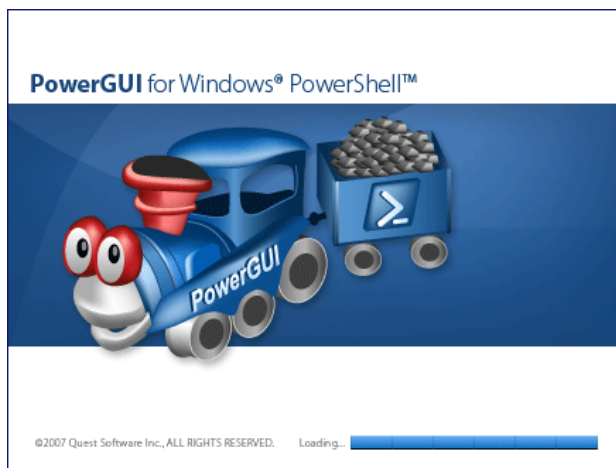 PowerGUI for Windows® PowerShell™
PowerGUI
©2007 Quest Software Inc., ALL RIGHTS RESERVED. Loading...